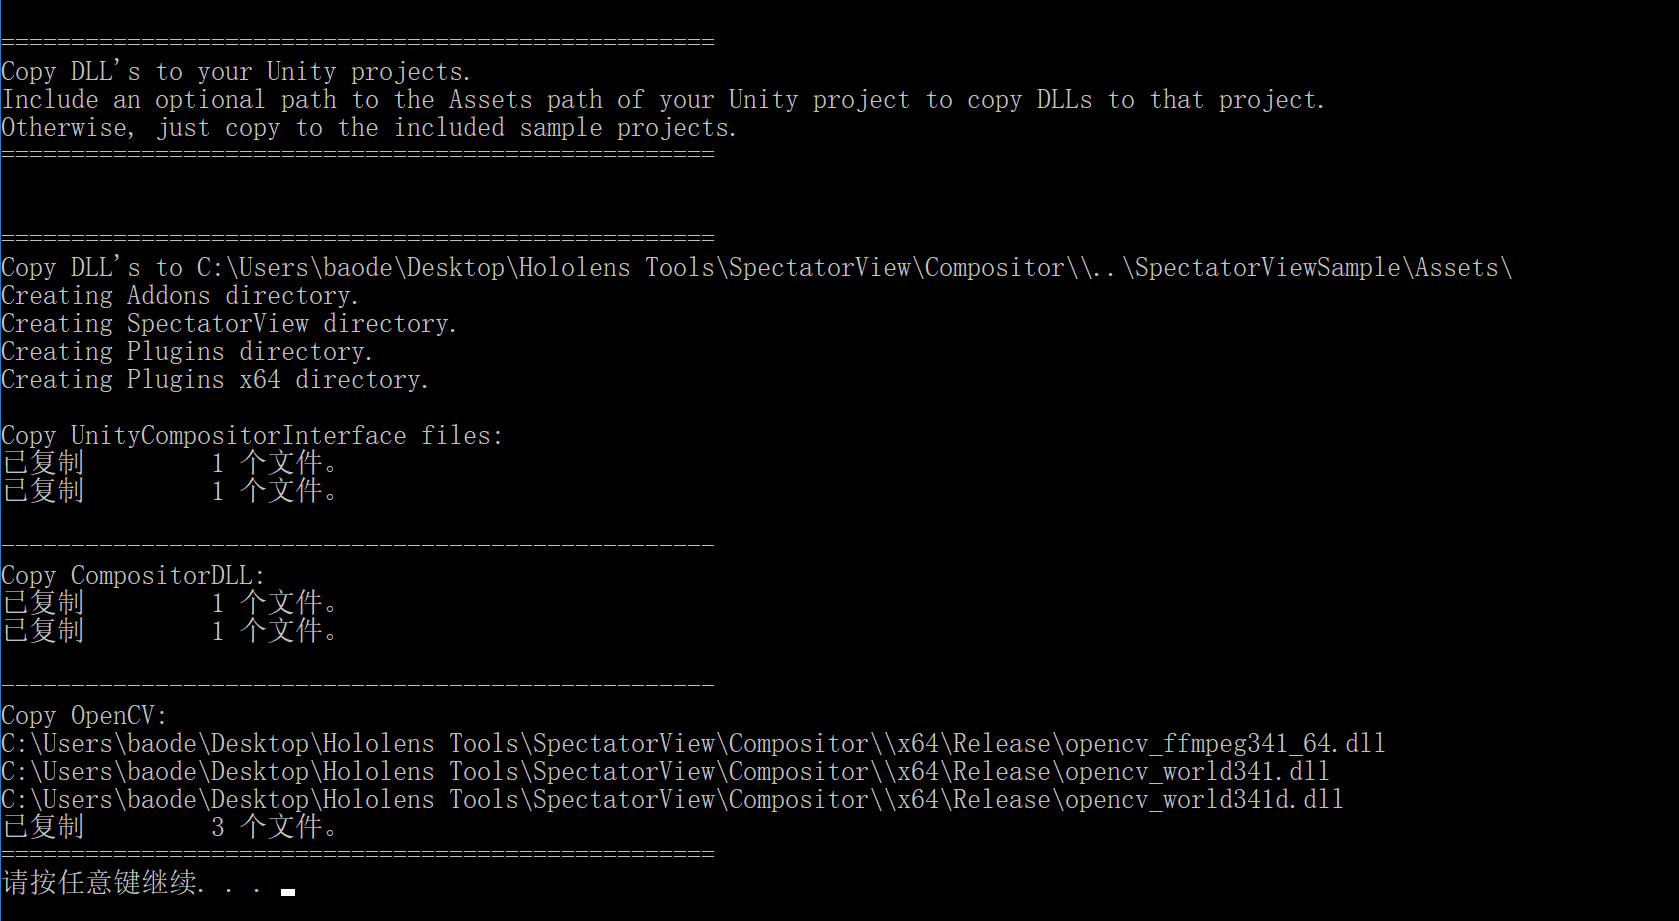 ===================================================
Copy DLL's to your Unity projects.
Include an optional path to the Assets path of your Unity project to copy DLLs to that project.
Otherwise, just copy to the included sample projects.
===================================================
===================================================
Copy DLL's to C:\Users\baode\Desktop\Hololens Tools\SpectatorView\Compositor\\..\SpectatorViewSample\Assets\
Creating Addons directory.
Creating SpectatorView directory.
Creating Plugins directory.
Creating Plugins x64 directory.
Copy UnityCompositorInterface files:
已复制         1 个文件。
已复制         1 个文件。
---------------------------------------------------
Copy CompositorDLL:
已复制         1 个文件。
已复制         1 个文件。
---------------------------------------------------
Copy OpenCV:
C:\Users\baode\Desktop\Hololens Tools\SpectatorView\Compositor\\x64\Release\opencv_ffmpeg341_64.dll
C:\Users\baode\Desktop\Hololens Tools\SpectatorView\Compositor\\x64\Release\opencv_world341.dll
C:\Users\baode\Desktop\Hololens Tools\SpectatorView\Compositor\\x64\Release\opencv_world341d.dll
已复制         3 个文件。
===================================================
请按任意键继续. . .